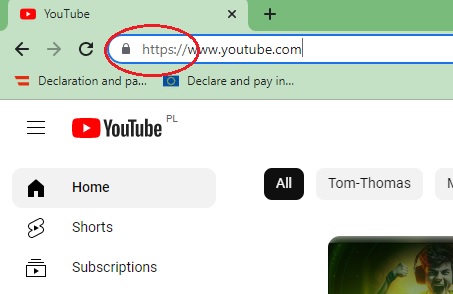 YouTube
https://www.youtube.com
Declaration and pa...
Declare and pay in...
YouTube PL
Home
All
Tom-Thomas
Shorts
Subscriptions